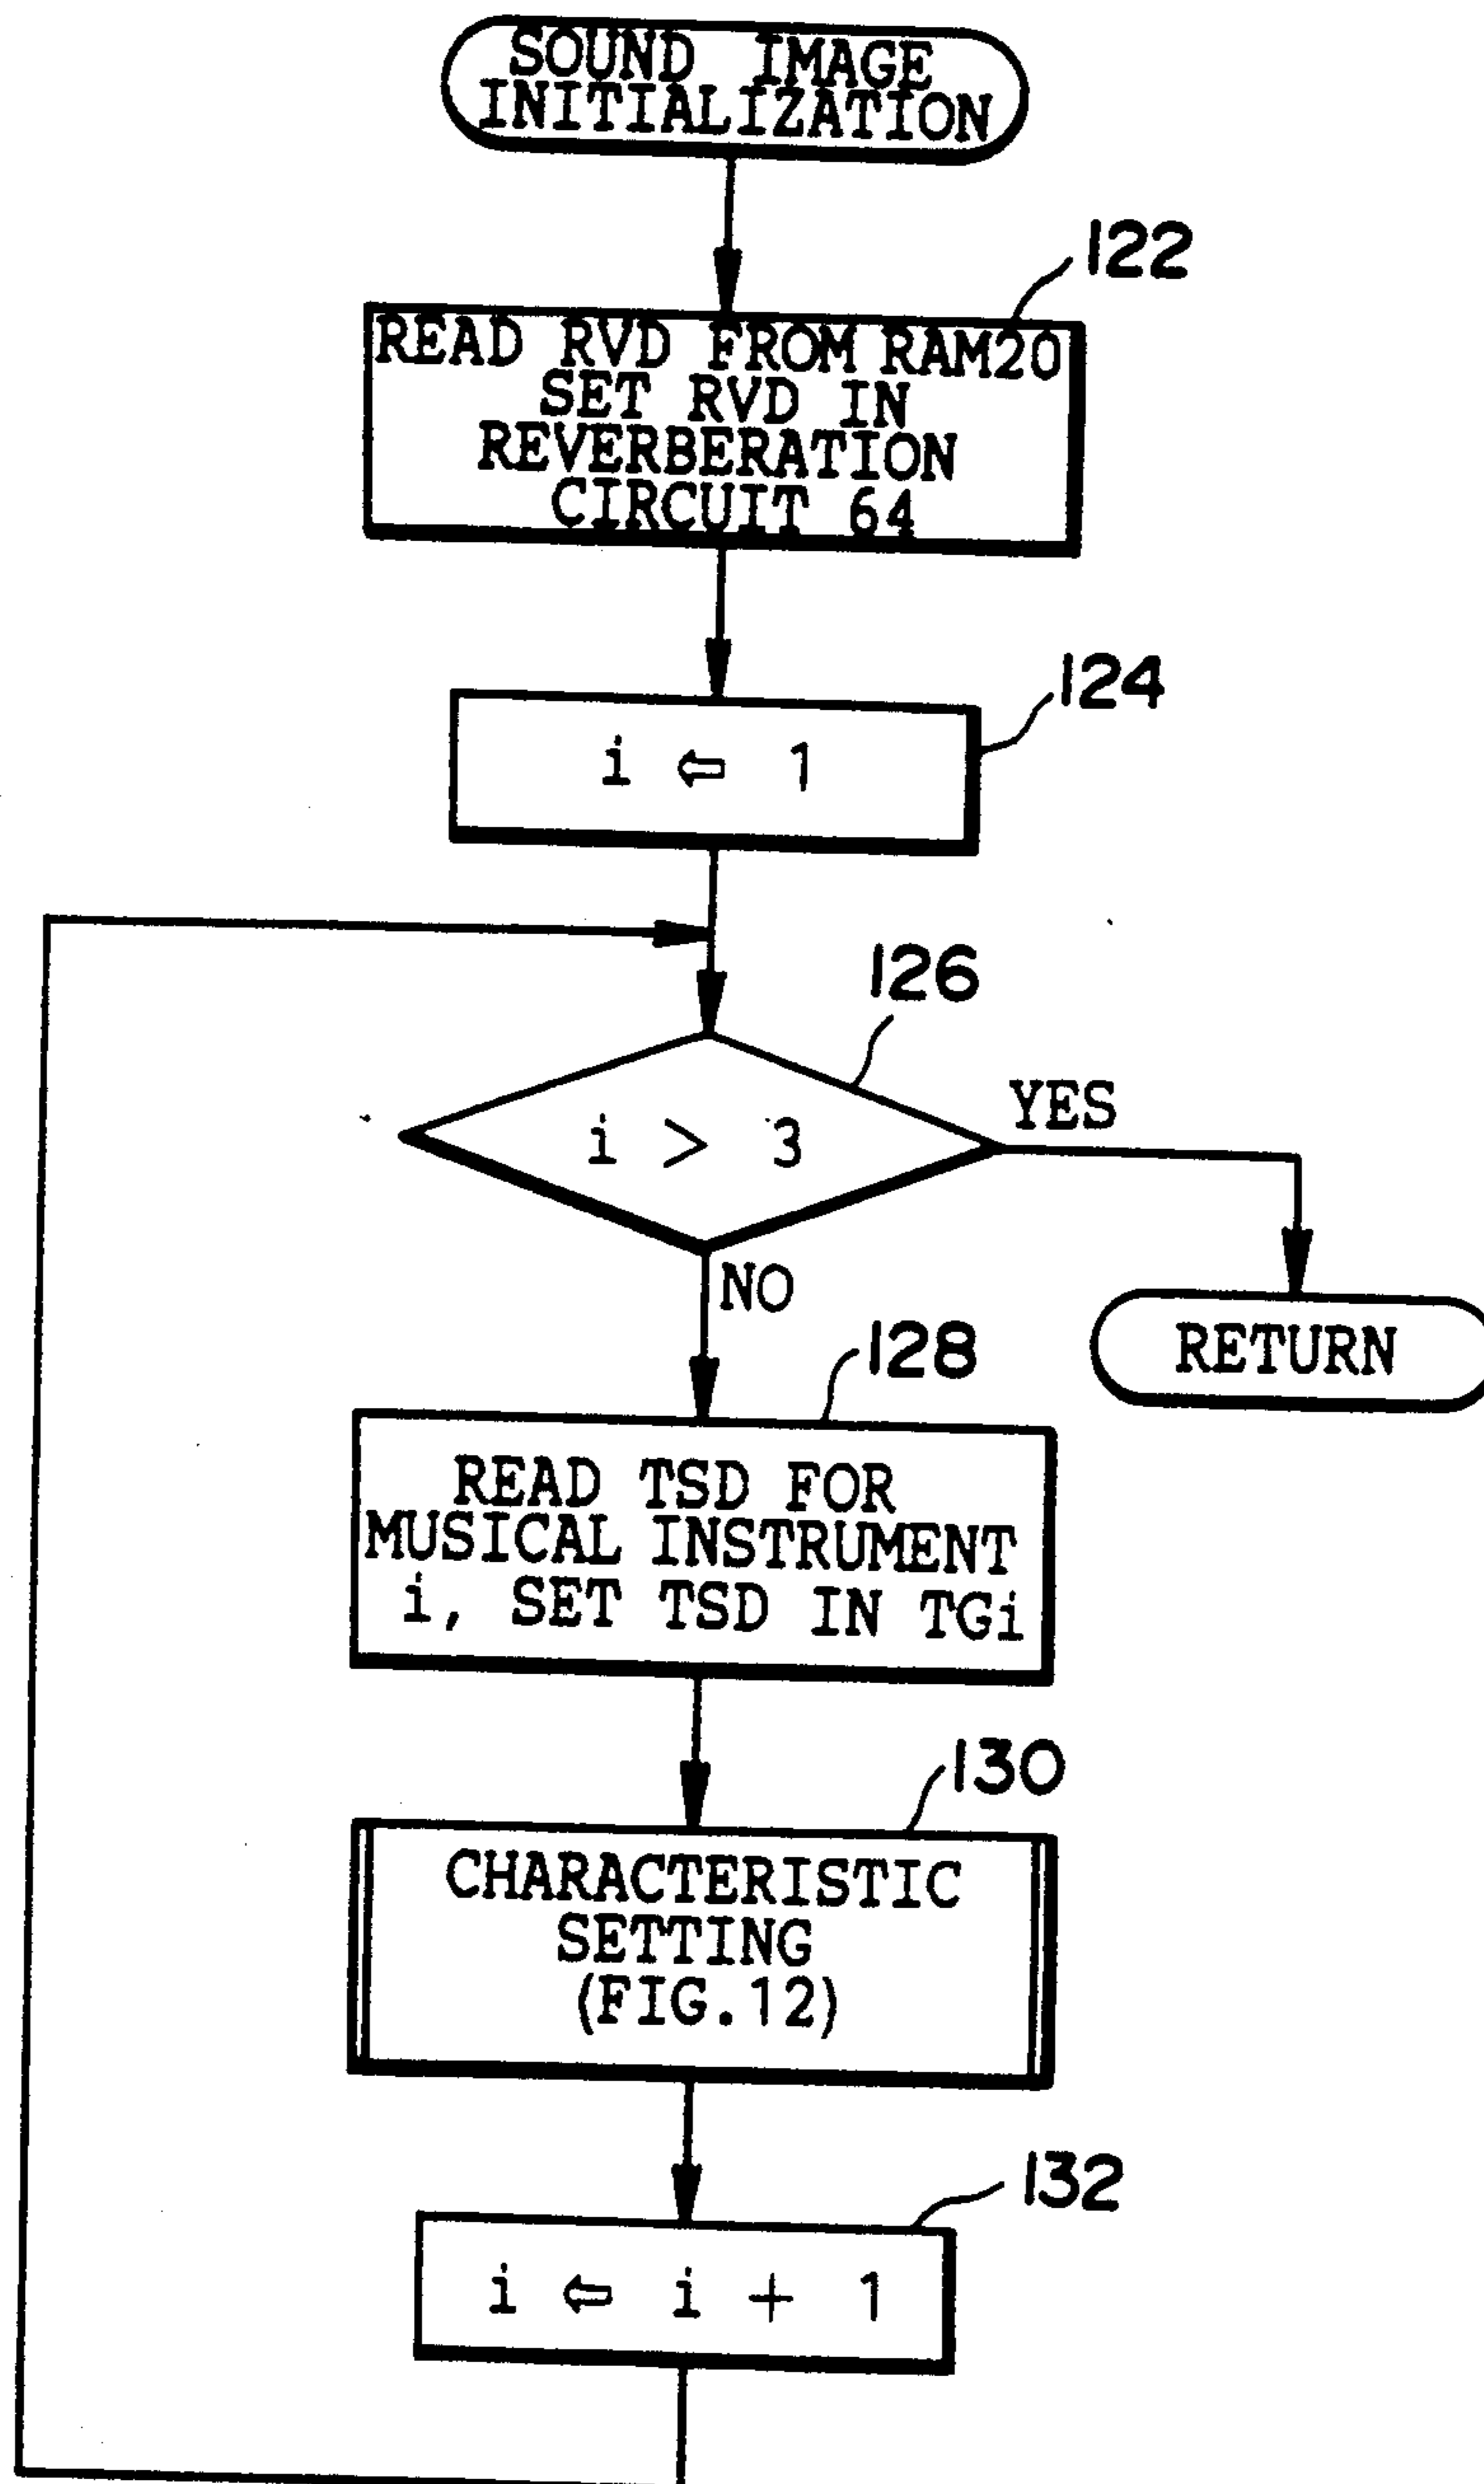 SOUND IMAGE
INITIALIZATION
122
READ RVD FROM RAM20
SET RVD IN
REVERBERATION
CIRCUIT 64
124
i ⇐ 1
126
i > 3
YES
NO
RETURN
128
READ TSD FOR
MUSICAL INSTRUMENT
i, SET TSD IN TGi
130
CHARACTERISTIC
SETTING
(FIG.12)
132
i ⇐ i + 1